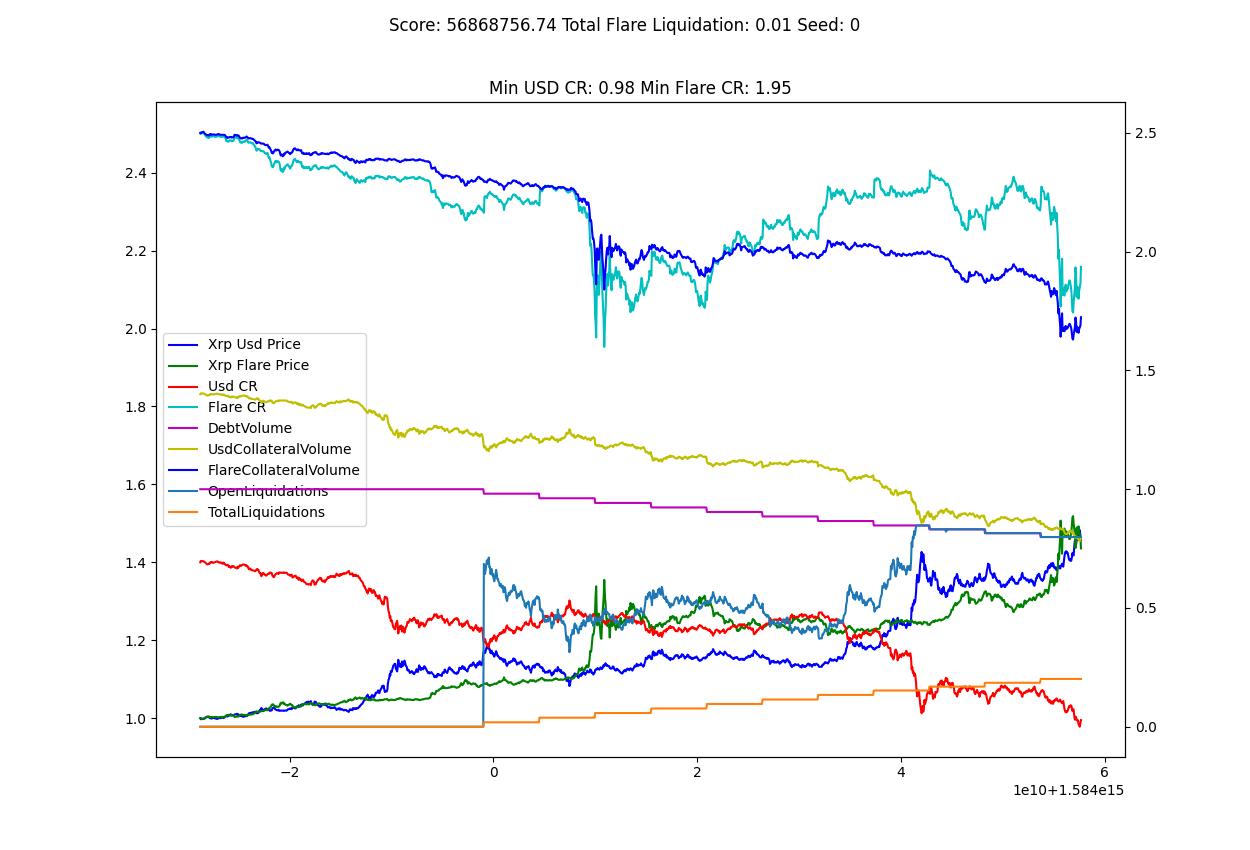 Score: 56868756.74 Total Flare Liquidation: 0.01 Seed: 0
Min USD CR: 0.98 Min Flare CR: 1.95
2.4
2.2
2.0
1.8
1.6
1.4
1.2
1.0
2.5
2.0
1.5
1.0
0.5
0.0
Xrp Usd Price
Xrp Flare Price
Usd CR
Flare CR
DebtVolume
UsdCollateralVolume
FlareCollateralVolume
OpenLiquidations
TotalLiquidations
−2 0 2 4 6
1e10+1.584e15